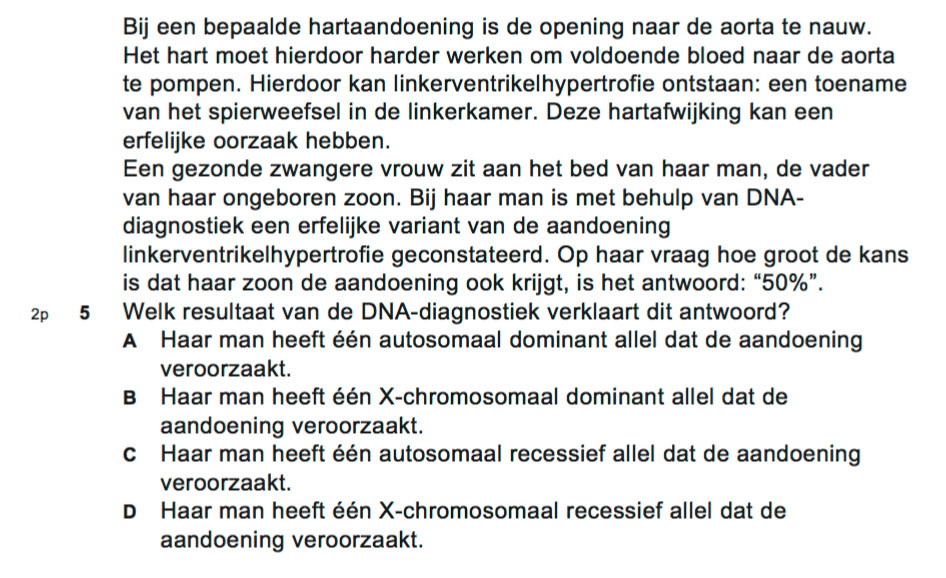 Bij een bepaalde hartaandoening is de opening naar de aorta te nauw.
Het hart moet hierdoor harder werken om voldoende bloed naar de aorta
te pompen. Hierdoor kan linkerventrikelhypertrofie ontstaan: een toename
van het spierweefsel in de linkerkamer. Deze hartafwijking kan een
erfelijke oorzaak hebben.
Een gezonde zwangere vrouw zit aan het bed van haar man, de vader
van haar ongeboren zoon. Bij haar man is met behulp van DNA-
diagnostiek een erfelijke variant van de aandoening
linkerventrikelhypertrofie geconstateerd. Op haar vraag hoe groot de kans
is dat haar zoon de aandoening ook krijgt, is het antwoord: “50%”.
2p 5 Welk resultaat van de DNA-diagnostiek verklaart dit antwoord?
A Haar man heeft één autosomaal dominant allel dat de aandoening
veroorzaakt.
B Haar man heeft één X-chromosomaal dominant allel dat de
aandoening veroorzaakt.
C Haar man heeft één autosomaal recessief allel dat de aandoening
veroorzaakt.
D Haar man heeft één X-chromosomaal recessief allel dat de
aandoening veroorzaakt.